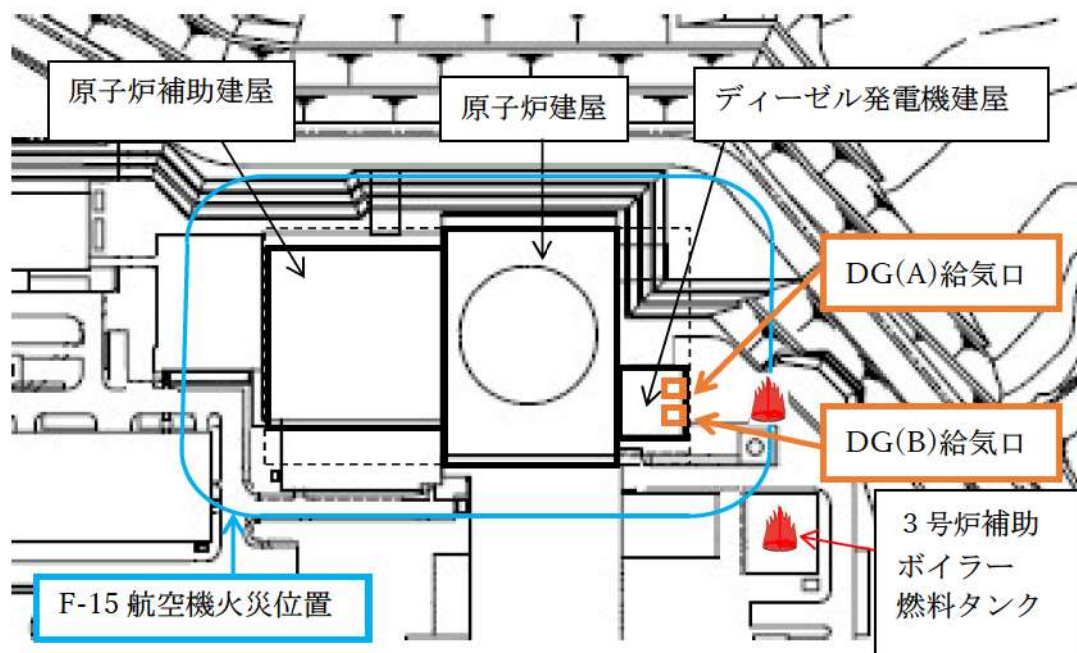 原子炉補助建屋
原子炉建屋
ディーゼル発電機建屋
DG(A)給気口
DG(B)給気口
3号炉補助
ボイラー
燃料タンク
F-15 航空機火災位置